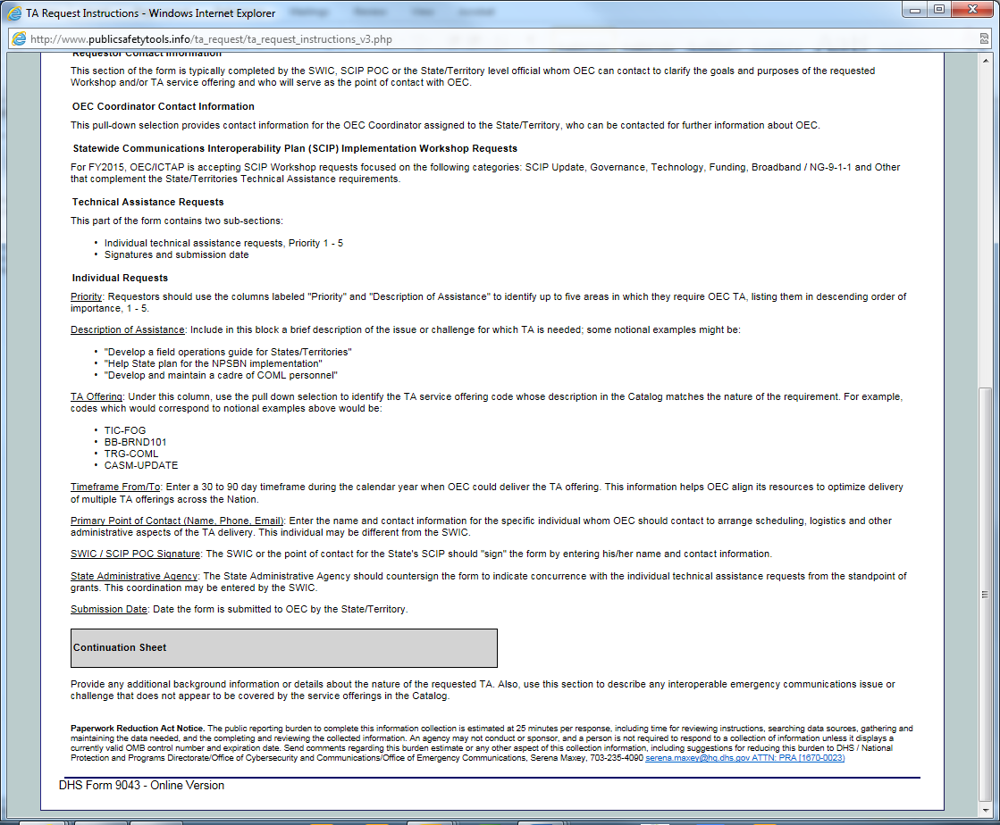 TA Request Instructions - Windows Internet Explorer
http://www.publicsafetytools.info/ta_request/ta_request_instructions_v3.php
Requestor Contact Information
This section of the form is typically completed by the SWIC, SCIP POC or the State/Territory level official whom OEC can contact to clarify the goals and purposes of the requested
Workshop and/or TA service offering and who will serve as the point of contact with OEC.
OEC Coordinator Contact Information
This pull-down selection provides contact information for the OEC Coordinator assigned to the State/Territory, who can be contacted for further information about OEC.
Statewide Communications Interoperability Plan (SCIP) Implementation Workshop Requests
For FY2015, OEC/ICTAP is accepting SCIP Workshop requests focused on the following categories: SCIP Update, Governance, Technology, Funding, Broadband / NG-9-1-1 and Other
that complement the State/Territories Technical Assistance requirements.
Technical Assistance Requests
This part of the form contains two sub-sections:
• Individual technical assistance requests, Priority 1 - 5
• Signatures and submission date
Individual Requests
Priority: Requestors should use the columns labeled "Priority" and "Description of Assistance" to identify up to five areas in which they require OEC TA, listing them in descending order of
importance, 1 - 5.
Description of Assistance: Include in this block a brief description of the issue or challenge for which TA is needed; some notional examples might be:
• "Develop a field operations guide for States/Territories"
• "Help State plan for the NPSBN implementation"
• "Develop and maintain a cadre of COML personnel"
TA Offering: Under this column, use the pull down selection to identify the TA service offering code whose description in the Catalog matches the nature of the requirement. For example,
codes which would correspond to notional examples above would be:
• TIC-FOG
• BB-BRND101
• TRG-COML
• CASM-UPDATE
Timeframe From/To: Enter a 30 to 90 day timeframe during the calendar year when OEC could deliver the TA offering. This information helps OEC align its resources to optimize delivery
of multiple TA offerings across the Nation.
Primary Point of Contact (Name, Phone, Email): Enter the name and contact information for the specific individual whom OEC should contact to arrange scheduling, logistics and other
administrative aspects of the TA delivery. This individual may be different from the SWIC.
SWIC / SCIP POC Signature: The SWIC or the point of contact for the State's SCIP should "sign" the form by entering his/her name and contact information.
State Administrative Agency: The State Administrative Agency should countersign the form to indicate concurrence with the individual technical assistance requests from the standpoint of
grants. This coordination may be entered by the SWIC.
Submission Date: Date the form is submitted to OEC by the State/Territory.
Continuation Sheet
Provide any additional background information or details about the nature of the requested TA. Also, use this section to describe any interoperable emergency communications issue or
challenge that does not appear to be covered by the service offerings in the Catalog.
Paperwork Reduction Act Notice. The public reporting burden to complete this information collection is estimated at 25 minutes per response, including time for reviewing instructions, searching data sources, gathering and
maintaining the data needed, and the completing and reviewing the collected information. An agency may not conduct or sponsor, and a person is not required to respond to a collection of information unless it displays a
currently valid OMB control number and expiration date. Send comments regarding this burden estimate or any other aspect of this collection information, including suggestions for reducing this burden to DHS / National
Protection and Programs Directorate/Office of Cybersecurity and Communications/Office of Emergency Communications, Serena Maxey, 703-235-4090 serena.maxey@hq.dhs.gov ATTN: PRA [1670-0023)
DHS Form 9043 - Online Version